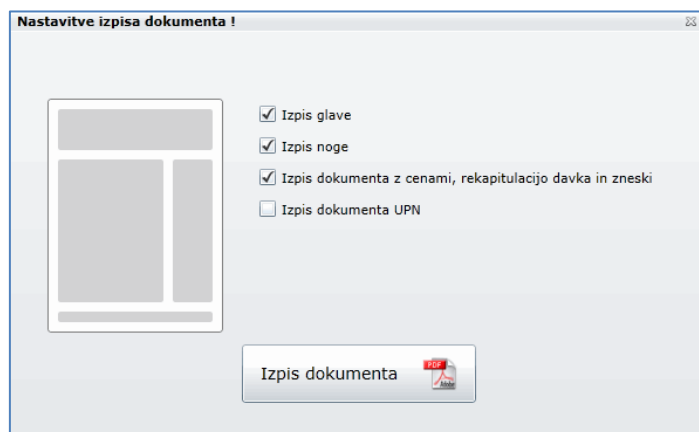 Nastavitve izpisa dokumenta !
Izpis glave
Izpis noge
Izpis dokumenta z cenami, rekapitulacijo davka in zneski
Izpis dokumenta UPN
Izpis dokumenta
PDF
Adobe